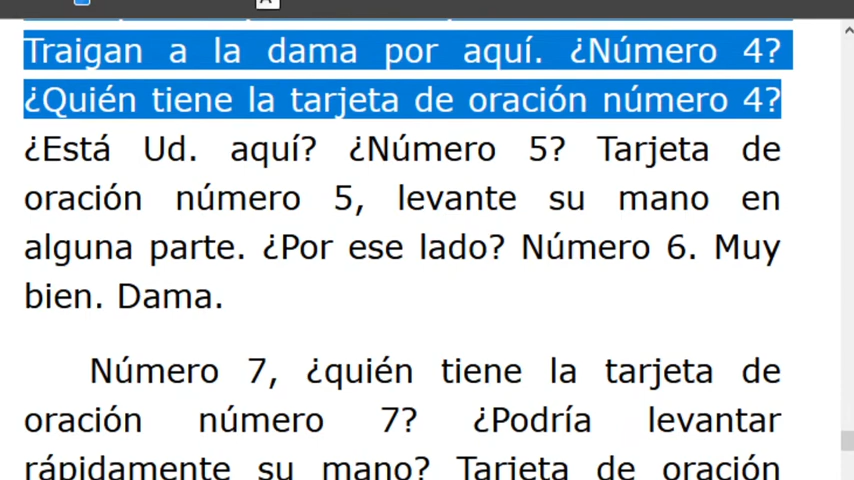 Traigan a la dama por aquí. ¿Número 4?
¿Quién tiene la tarjeta de oración número 4?
¿Está Ud. aquí? ¿Número 5? Tarjeta de
oración número 5, levante su mano en
alguna parte. ¿Por ese lado? Número 6. Muy
bien. Dama.
Número 7, ¿quién tiene la tarjeta de
oración número 7? ¿Podría levantar
rápidamente su mano? Tarjeta de oración